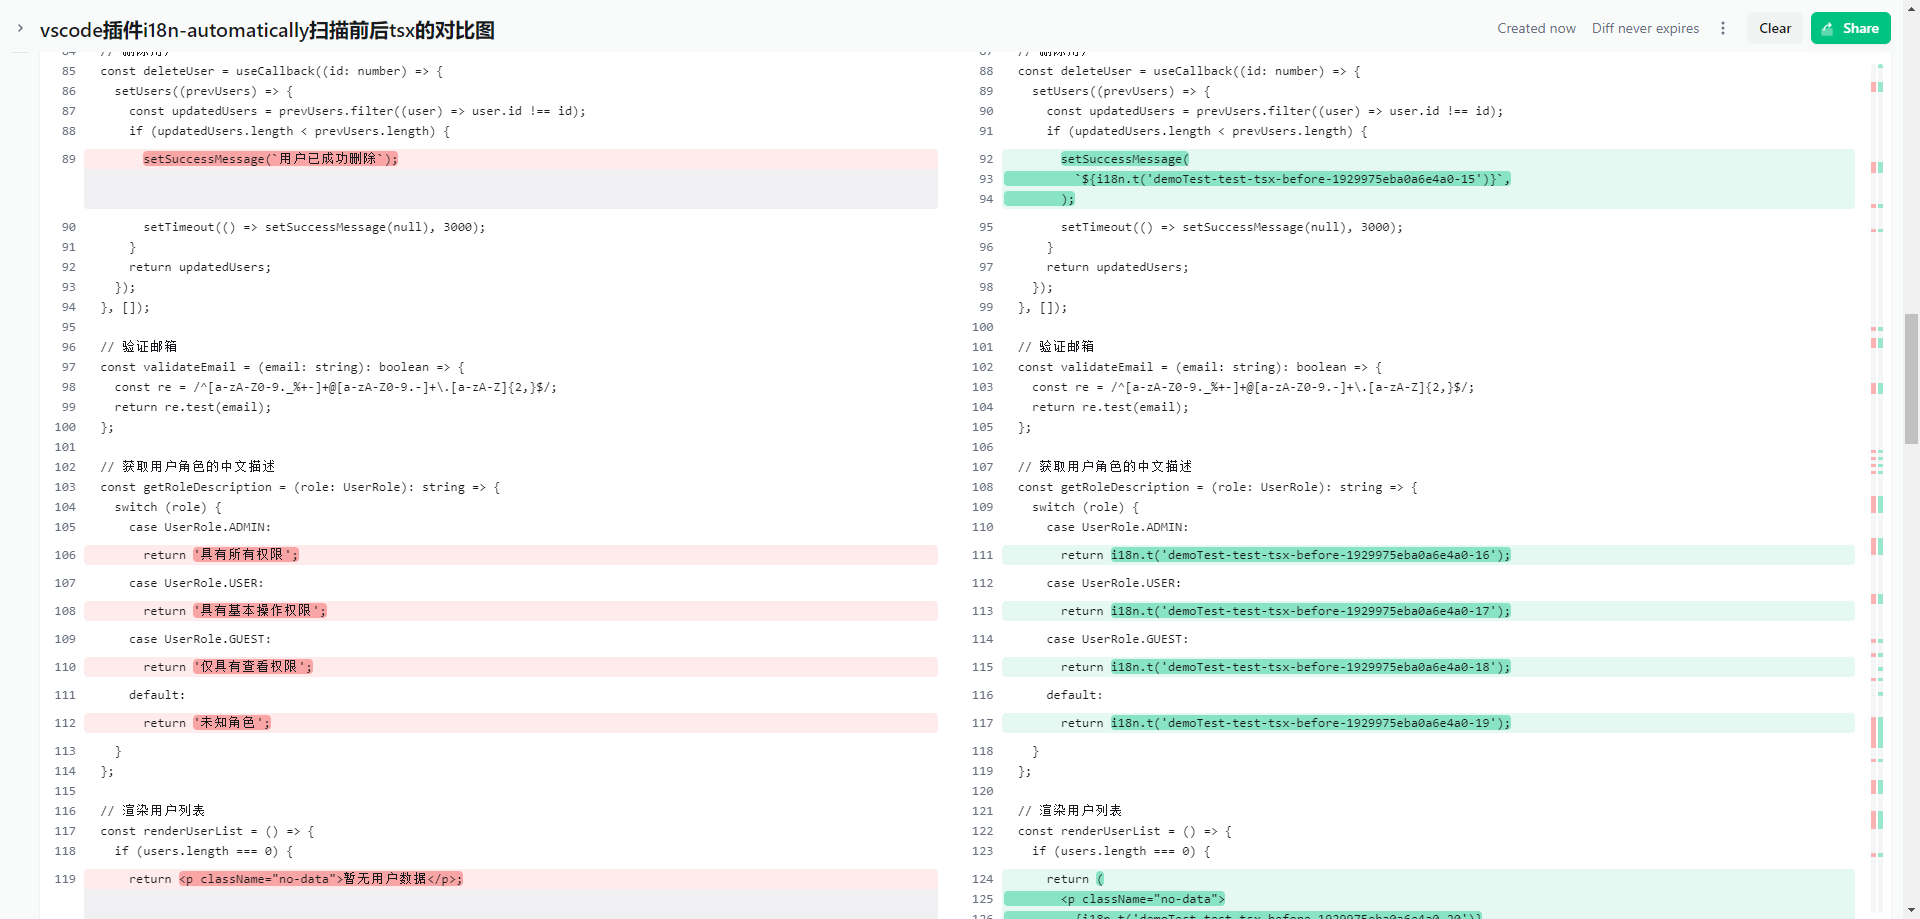 vscode插件i18n-automatically扫描前后tsx的对比图
Created now
Diff never expires
Clear
Share
84 // 删除用户
85 const deleteUser = useCallback((id: number) => {
86 setUsers((prevUsers) => {
87 const updatedUsers = prevUsers.filter((user) => user.id !== id);
88 if (updatedUsers.length < prevUsers.length) {
89 setSuccessMessage(`用户已成功删除`);
90 setTimeout(() => setSuccessMessage(null), 3000);
91 }
92 return updatedUsers;
93 });
94 }, []);
95
96 // 验证邮箱
97 const validateEmail = (email: string): boolean => {
98 const re = /^[a-zA-Z0-9._%+-]+@[a-zA-Z0-9.-]+\.[a-zA-Z]{2,}$/;
99 return re.test(email);
100 };
101
102 // 获取用户角色的中文描述
103 const getRoleDescription = (role: UserRole): string => {
104 switch (role) {
105 case UserRole.ADMIN:
106 return '具有所有权限';
107 case UserRole.USER:
108 return '具有基本操作权限';
109 case UserRole.GUEST:
110 return '仅具有查看权限';
111 default:
112 return '未知角色';
113 }
114 };
115
116 // 渲染用户列表
117 const renderUserList = () => {
118 if (users.length === 0) {
119 return <p className="no-data">暂无用户数据</p>;
87 // 删除用户
88 const deleteUser = useCallback((id: number) => {
89 setUsers((prevUsers) => {
90 const updatedUsers = prevUsers.filter((user) => user.id !== id);
91 if (updatedUsers.length < prevUsers.length) {
92 setSuccessMessage(
93 `${i18n.t('demoTest-test-tsx-before-1929975eba0a6e4a0-15')}`,
94 );
95 setTimeout(() => setSuccessMessage(null), 3000);
96 }
97 return updatedUsers;
98 });
99 }, []);
100
101 // 验证邮箱
102 const validateEmail = (email: string): boolean => {
103 const re = /^[a-zA-Z0-9._%+-]+@[a-zA-Z0-9.-]+\.[a-zA-Z]{2,}$/;
104 return re.test(email);
105 };
106
107 // 获取用户角色的中文描述
108 const getRoleDescription = (role: UserRole): string => {
109 switch (role) {
110 case UserRole.ADMIN:
111 return i18n.t('demoTest-test-tsx-before-1929975eba0a6e4a0-16');
112 case UserRole.USER:
113 return i18n.t('demoTest-test-tsx-before-1929975eba0a6e4a0-17');
114 case UserRole.GUEST:
115 return i18n.t('demoTest-test-tsx-before-1929975eba0a6e4a0-18');
116 default:
117 return i18n.t('demoTest-test-tsx-before-1929975eba0a6e4a0-19');
118 }
119 };
120
121 // 渲染用户列表
122 const renderUserList = () => {
123 if (users.length === 0) {
124 return (
125 <p className="no-data">
126 {i18n.t('demoTest-test-tsx-before-1929975eba0a6e4a0-20')}